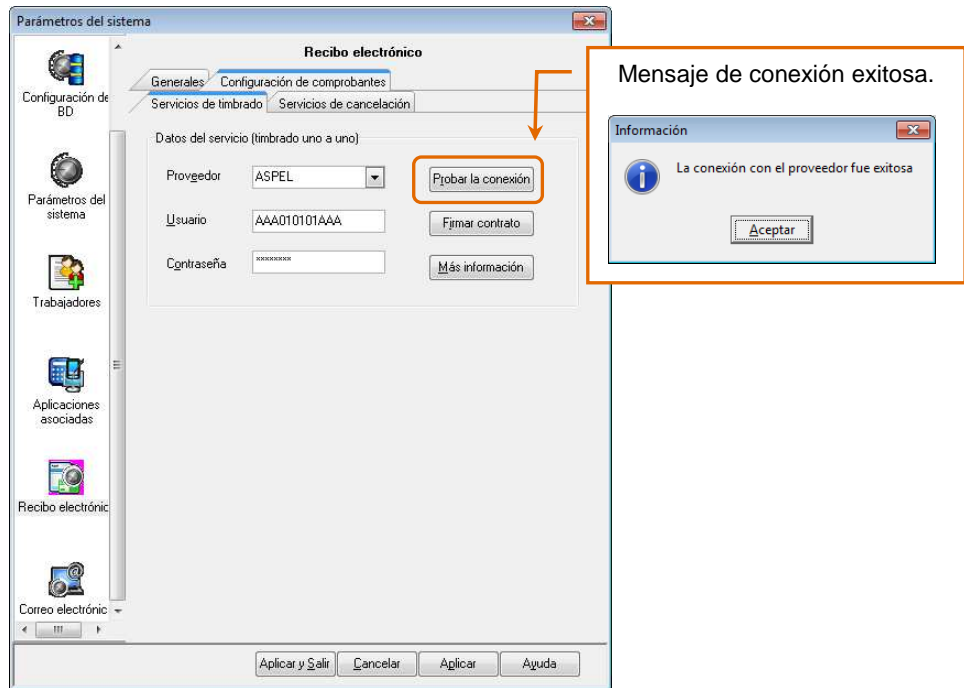 Parámetros del sistema
Configuración de
BD
Parámetros del
sistema
Trabajadores
Aplicaciones
asociadas
Recibo electrónic
Correo electrónic
Recibo electrónico
Generales
Configuración de comprobantes
Servicios de timbrado
Servicios de cancelación
Datos del servicio (timbrado uno a uno)
Proveedor
ASPEL
Probar la conexión
Usuario
AAA010101AAA
Firmar contrato
Contraseña
********
Más información
Aplicar y Salir
Cancelar
Aplicar
Ayuda
Mensaje de conexión exitosa.
Información
La conexión con el proveedor fue exitosa
Aceptar